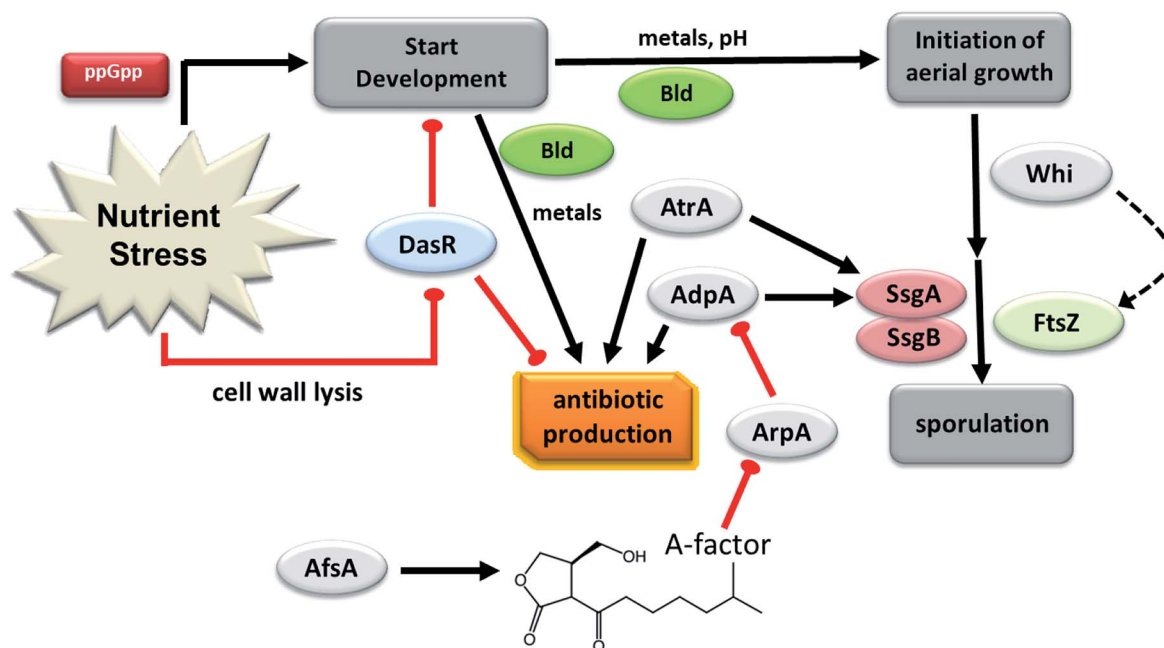 ppGpp
Start
Development
metals, pH
Bld
Initiation of
aerial growth
Nutrient
Stress
Bld
metals
Whi
DasR
AtrA
AdpA
SsgA
SsgB
FtsZ
cell wall lysis
antibiotic
production
ArpA
sporulation
AfsA
A-factor
OH
O
O
O